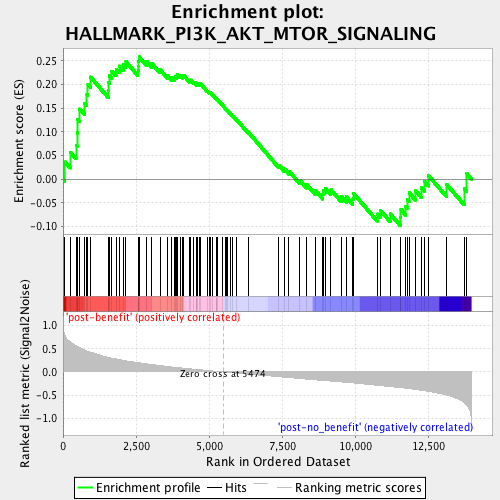 Enrichment plot:
HALLMARK_PI3K_AKT_MTOR_SIGNALING
Enrichment score (ES)
0.25
0.20
0.15
0.10
0.05
0.00
-0.05
-0.10
Ranked list metric (Signal2Noise)
'post-benefit' (positively correlated)
1.0
0.5
0.0
-0.5
-1.0
Zero cross at 5474
'post-no_benefit' (negatively correlated)
0
2,500
5,000
7,500
10,000
12,500
Rank in Ordered Dataset
Enrichment profile
Hits
Ranking metric scores